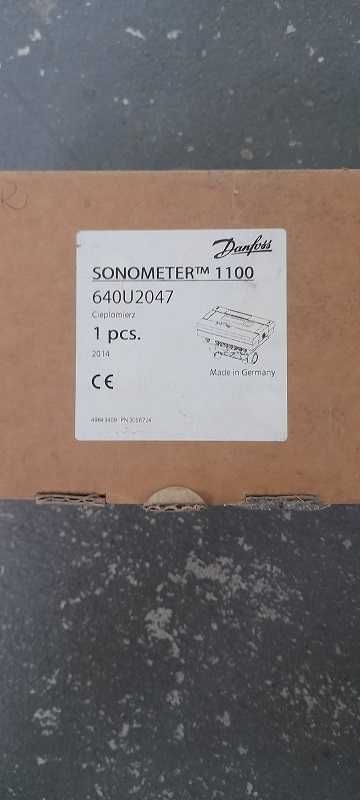 R
Danfoss
SONOMETER™ 1100
640U2047
Ciepłomierz
1 pcs.
2014
CE
Made in Germany